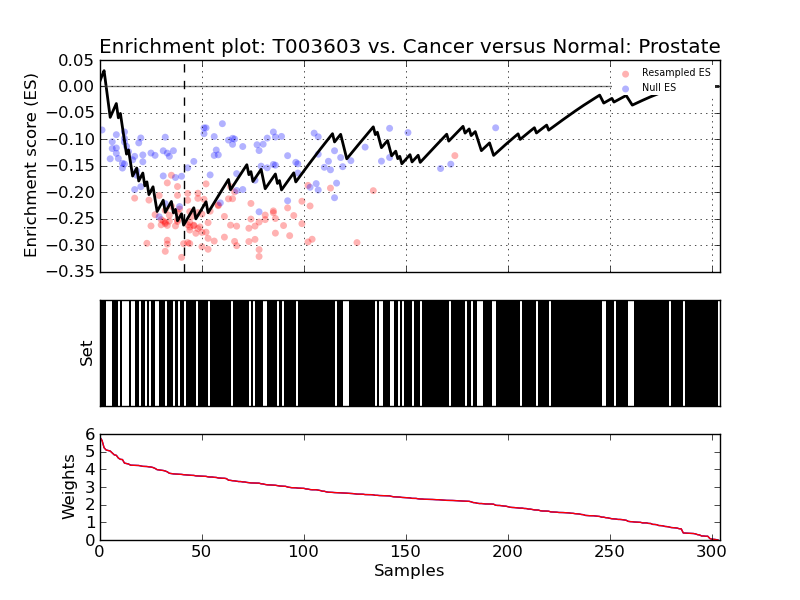 Enrichment plot: T003603 vs. Cancer versus Normal: Prostate
Enrichment score (ES)
0.05
0.00
−0.05
−0.10
−0.15
−0.20
−0.25
−0.30
−0.35
Resampled ES
Null ES
Set
Weights
6
5
4
3
2
1
0
0 50 100 150 200 250 300
Samples